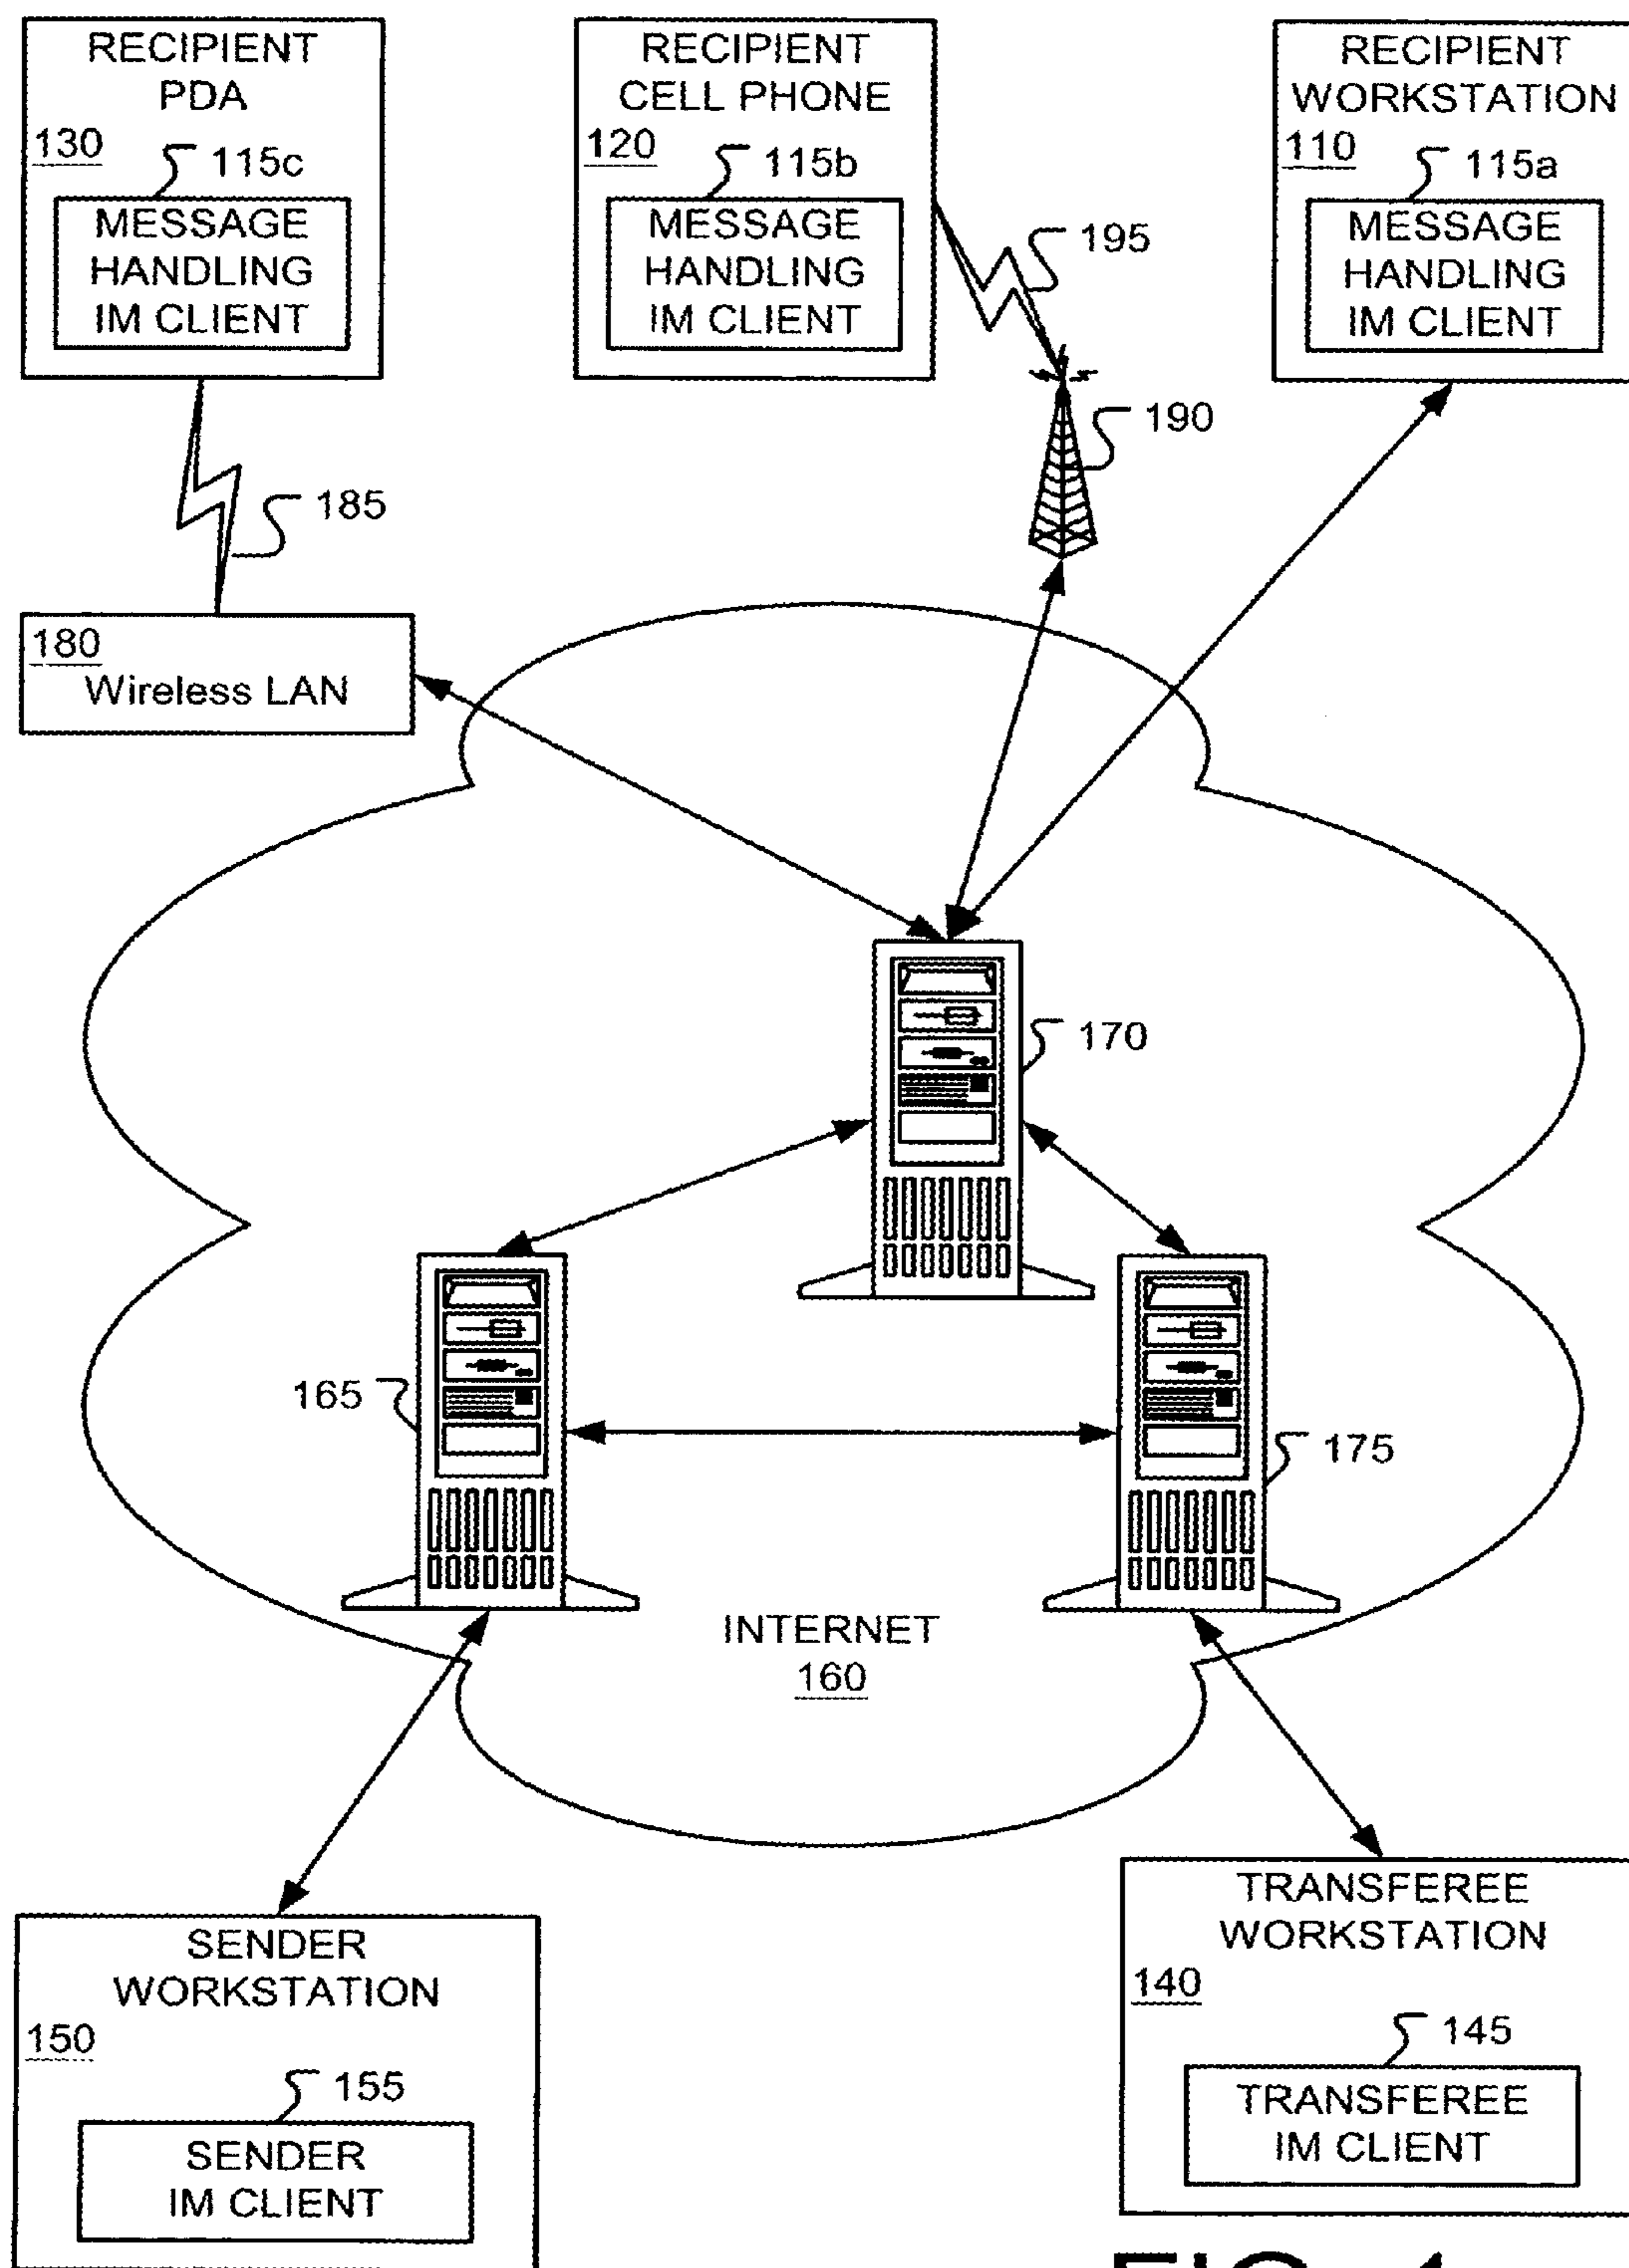 RECIPIENT
PDA
130
115c
MESSAGE
HANDLING
IM CLIENT
RECIPIENT
CELL PHONE
120
115b
MESSAGE
HANDLING
IM CLIENT
RECIPIENT
WORKSTATION
110
115a
MESSAGE
HANDLING
IM CLIENT
195
190
185
180
Wireless LAN
170
165
175
INTERNET
160
SENDER
WORKSTATION
150
155
SENDER
IM CLIENT
TRANSFEREE
WORKSTATION
140
145
TRANSFEREE
IM CLIENT
FIG. 1